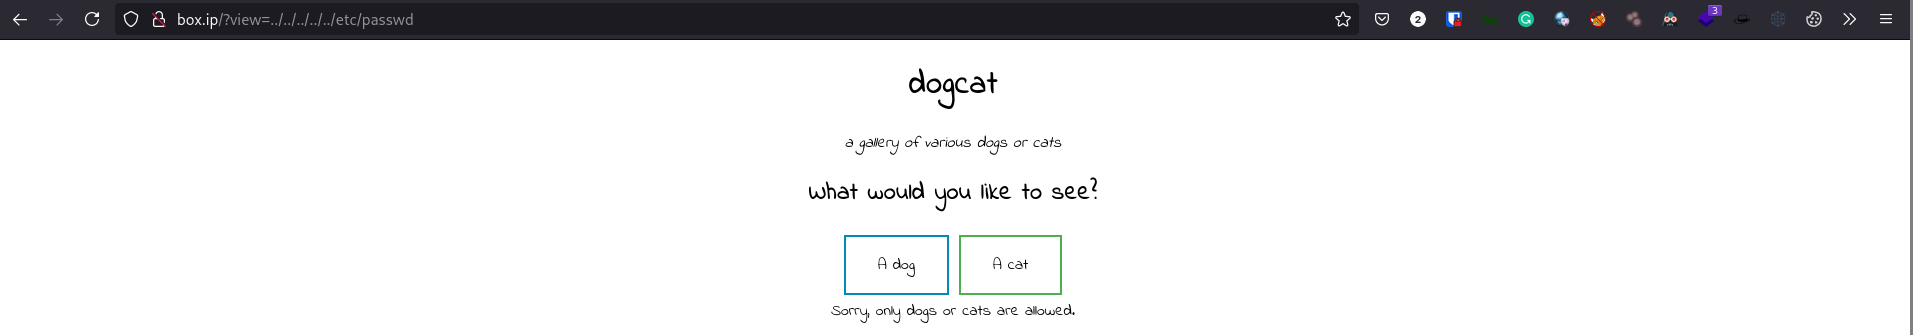 box.ip/?view=../../../../../etc/passwd
2
3
dogcat
a gallery of various dogs or cats
What would you like to see?
A dog A cat
Sorry, only dogs or cats are allowed.